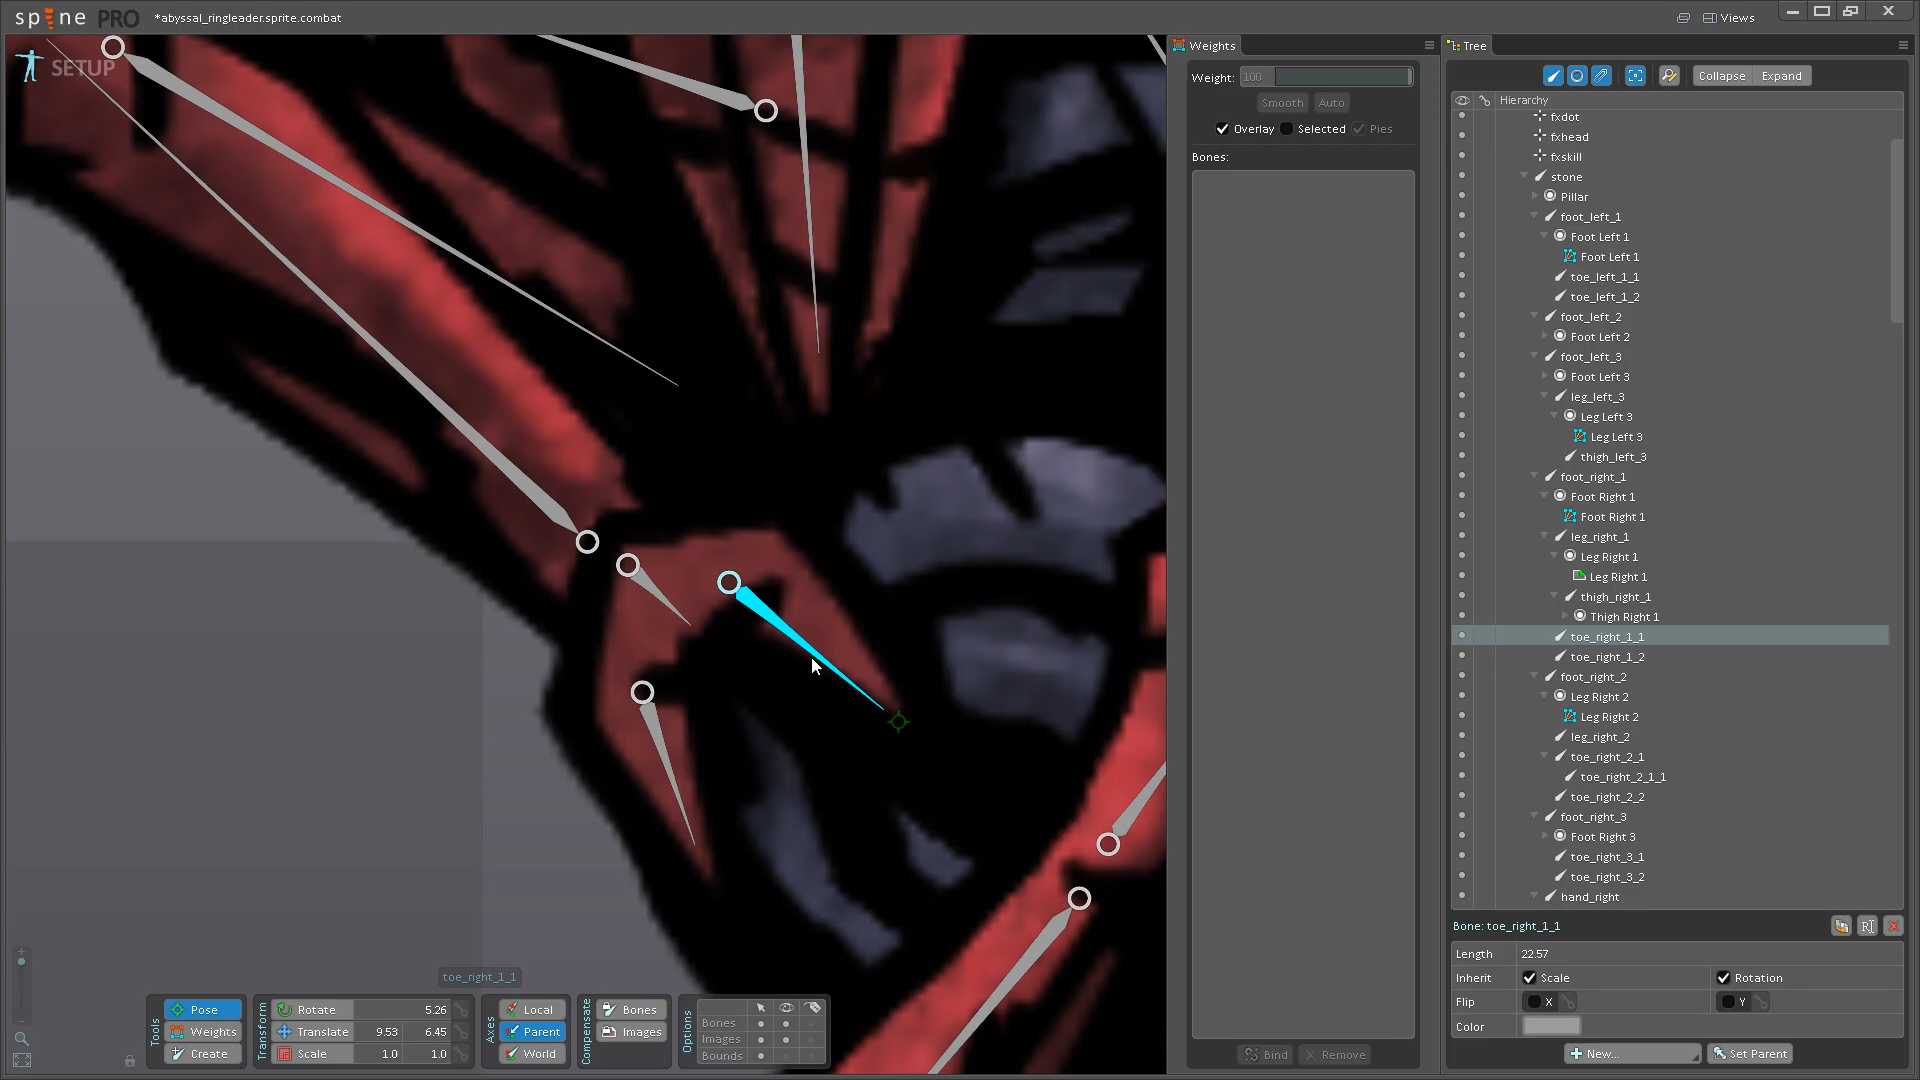 spine PRO *abyssal_ringleader.sprite.combat
Views
SETUP
Weights
Weight: 100
Smooth Auto
Overlay Selected Pies
Bones:
Bind Remove
Tree
Collapse Expand
Hierarchy
fxdot
fxhead
fxskill
stone
Pillar
foot_left_1
Foot Left 1
Foot Left 1
toe_left_1_1
toe_left_1_2
foot_left_2
Foot Left 2
foot_left_3
Foot Left 3
leg_left_3
Leg Left 3
Leg Left 3
thigh_left_3
foot_right_1
Foot Right 1
Foot Right 1
leg_right_1
Leg Right 1
Leg Right 1
thigh_right_1
Thigh Right 1
toe_right_1_1
toe_right_1_2
foot_right_2
Leg Right 2
Leg Right 2
leg_right_2
toe_right_2_1
toe_right_2_1_1
toe_right_2_2
foot_right_3
Foot Right 3
toe_right_3_1
toe_right_3_2
hand_right
Bone: toe_right_1_1
Length 22.57
Inherit Scale Rotation
Flip X Y
Color
New... Set Parent
toe_right_1_1
Tools
Pose
Weights
Create
Transform
Rotate 5.26
Translate 9.53 6.45
Scale 1.0 1.0
Axes
Local
Parent
World
Compensate
Bones
Images
Options
Bones
Images
Bounds